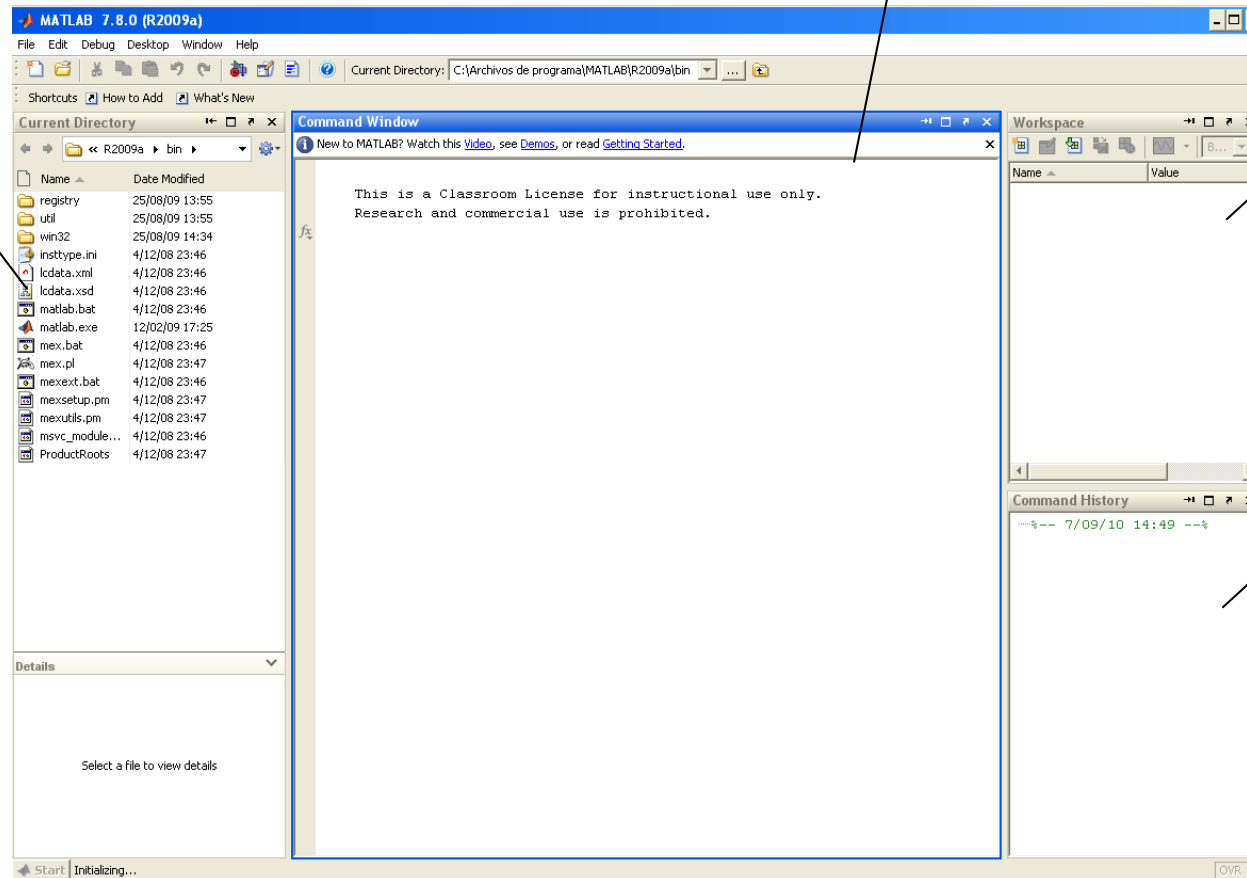 MATLAB 7.8.0 (R2009a)
File Edit Debug Desktop Window Help
Current Directory: C:\Archivos de programa\MATLAB\R2009a\bin ...
Shortcuts How to Add What's New
Current Directory
« R2009a bin
Name Date Modified
registry 25/08/09 13:55
util 25/08/09 13:55
win32 25/08/09 14:34
insttype.ini 4/12/08 23:46
lcdata.xml 4/12/08 23:46
lcdata.xsd 4/12/08 23:46
matlab.bat 4/12/08 23:46
matlab.exe 12/02/09 17:25
mex.bat 4/12/08 23:46
mex.pl 4/12/08 23:47
mexext.bat 4/12/08 23:46
mexsetup.pm 4/12/08 23:47
mexutils.pm 4/12/08 23:47
msvc_module... 4/12/08 23:46
ProductRoots 4/12/08 23:47
Details
Select a file to view details
Command Window
New to MATLAB? Watch this Video, see Demos, or read Getting Started.
This is a Classroom License for instructional use only.
Research and commercial use is prohibited.
fx
Workspace
B...
Name Value
Command History
%-- 7/09/10 14:49 --%
Start Initializing...
OVR